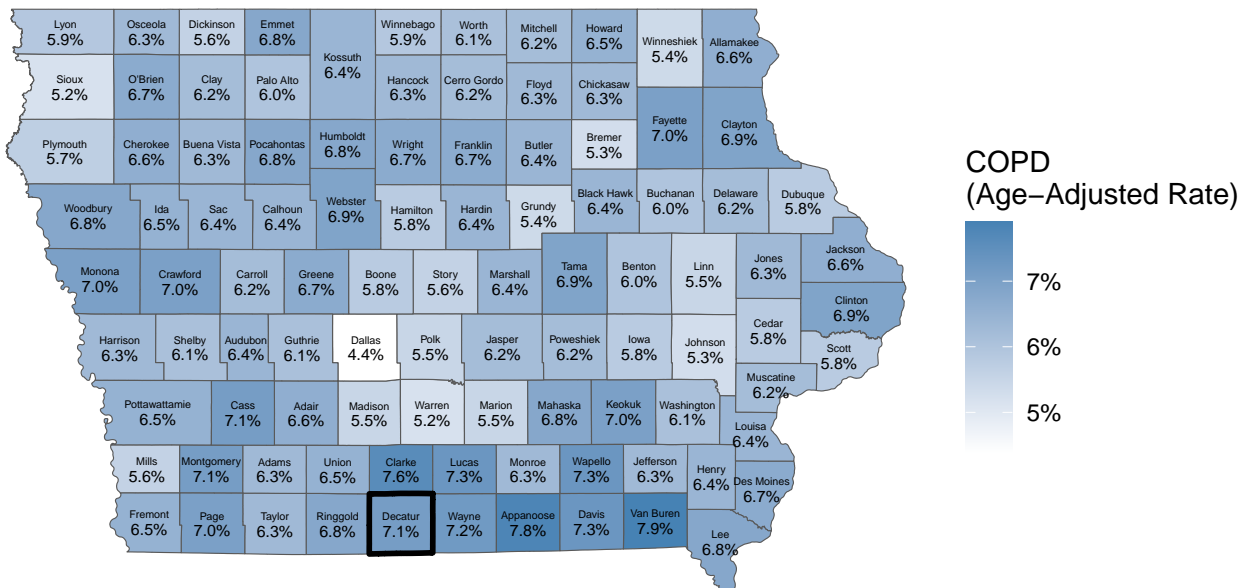 Lyon
5.9%
Osceola
6.3%
Dickinson
5.6%
Emmet
6.8%
Kossuth
6.4%
Winnebago
5.9%
Worth
6.1%
Mitchell
6.2%
Howard
6.5%
Winneshiek
5.4%
Allamakee
6.6%
Sioux
5.2%
O'Brien
6.7%
Clay
6.2%
Palo Alto
6.0%
Hancock
6.3%
Cerro Gordo
6.2%
Floyd
6.3%
Chickasaw
6.3%
Fayette
7.0%
Clayton
6.9%
Plymouth
5.7%
Cherokee
6.6%
Buena Vista
6.3%
Pocahontas
6.8%
Humboldt
6.8%
Wright
6.7%
Franklin
6.7%
Butler
6.4%
Bremer
5.3%
Woodbury
6.8%
Ida
6.5%
Sac
6.4%
Calhoun
6.4%
Webster
6.9%
Hamilton
5.8%
Hardin
6.4%
Grundy
5.4%
Black Hawk
6.4%
Buchanan
6.0%
Delaware
6.2%
Dubuque
5.8%
Monona
7.0%
Crawford
7.0%
Carroll
6.2%
Greene
6.7%
Boone
5.8%
Story
5.6%
Marshall
6.4%
Tama
6.9%
Benton
6.0%
Linn
5.5%
Jones
6.3%
Jackson
6.6%
Clinton
6.9%
Harrison
6.3%
Shelby
6.1%
Audubon
6.4%
Guthrie
6.1%
Dallas
4.4%
Polk
5.5%
Jasper
6.2%
Poweshiek
6.2%
Iowa
5.8%
Johnson
5.3%
Cedar
5.8%
Scott
5.8%
Muscatine
6.2%
Pottawattamie
6.5%
Cass
7.1%
Adair
6.6%
Madison
5.5%
Warren
5.2%
Marion
5.5%
Mahaska
6.8%
Keokuk
7.0%
Washington
6.1%
Louisa
6.4%
Mills
5.6%
Montgomery
7.1%
Adams
6.3%
Union
6.5%
Clarke
7.6%
Lucas
7.3%
Monroe
6.3%
Wapello
7.3%
Jefferson
6.3%
Henry
6.4%
Des Moines
6.7%
Fremont
6.5%
Page
7.0%
Taylor
6.3%
Ringgold
6.8%
Decatur
7.1%
Wayne
7.2%
Appanoose
7.8%
Davis
7.3%
Van Buren
7.9%
Lee
6.8%
COPD
(Age−Adjusted Rate)
7%
6%
5%